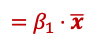 = β₁ · x̅